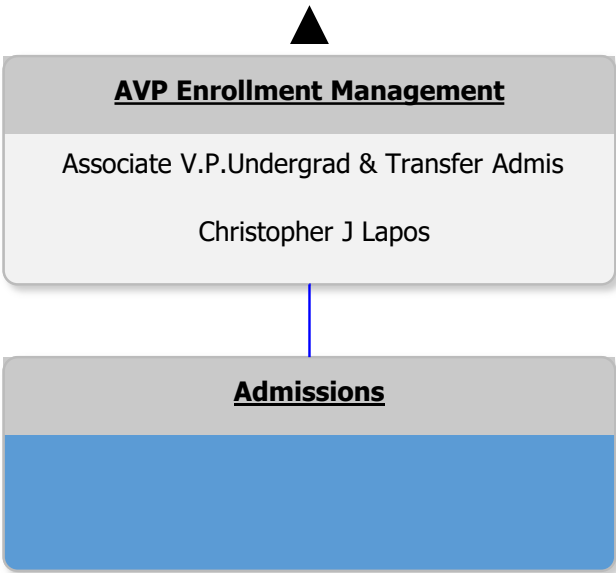 AVP Enrollment Management
Associate V.P.Undergrad & Transfer Admis
Christopher J Lapos
Admissions